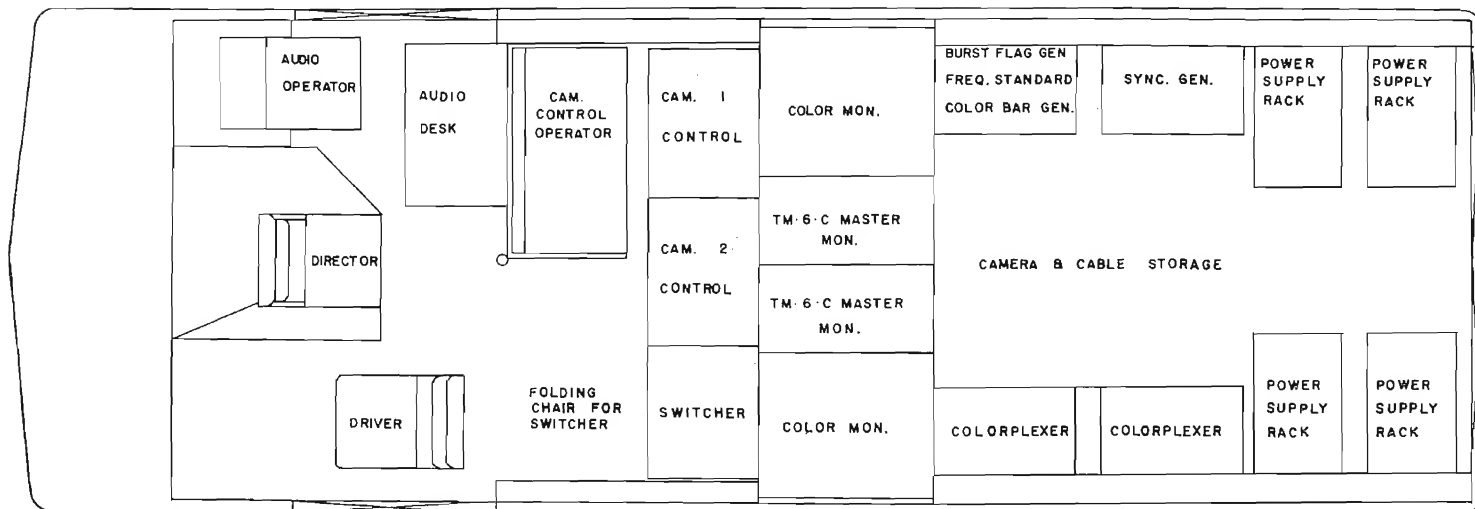 AUDIO
OPERATOR
AUDIO
DESK
CAM.
CONTROL
OPERATOR
CAM. 1
CONTROL
COLOR MON.
BURST FLAG GEN
FREQ. STANDARD
COLOR BAR GEN.
SYNC. GEN.
POWER
SUPPLY
RACK
POWER
SUPPLY
RACK
DIRECTOR
CAM. 2
CONTROL
TM-6-C MASTER
MON.
TM-6-C MASTER
MON.
CAMERA & CABLE STORAGE
DRIVER
FOLDING
CHAIR FOR
SWITCHER
SWITCHER
COLOR MON.
COLORPLEXER
COLORPLEXER
POWER
SUPPLY
RACK
POWER
SUPPLY
RACK